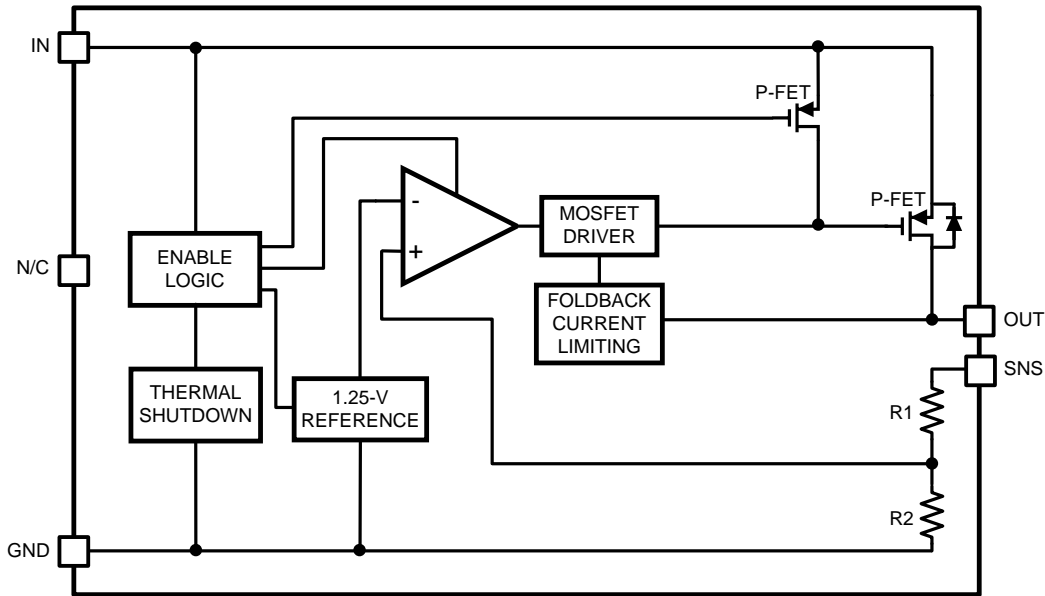 IN
P-FET
P-FET
-
+
MOSFET
DRIVER
ENABLE
LOGIC
N/C
FOLDBACK
CURRENT
LIMITING
OUT
SNS
THERMAL
SHUTDOWN
1.25-V
REFERENCE
R1
R2
GND